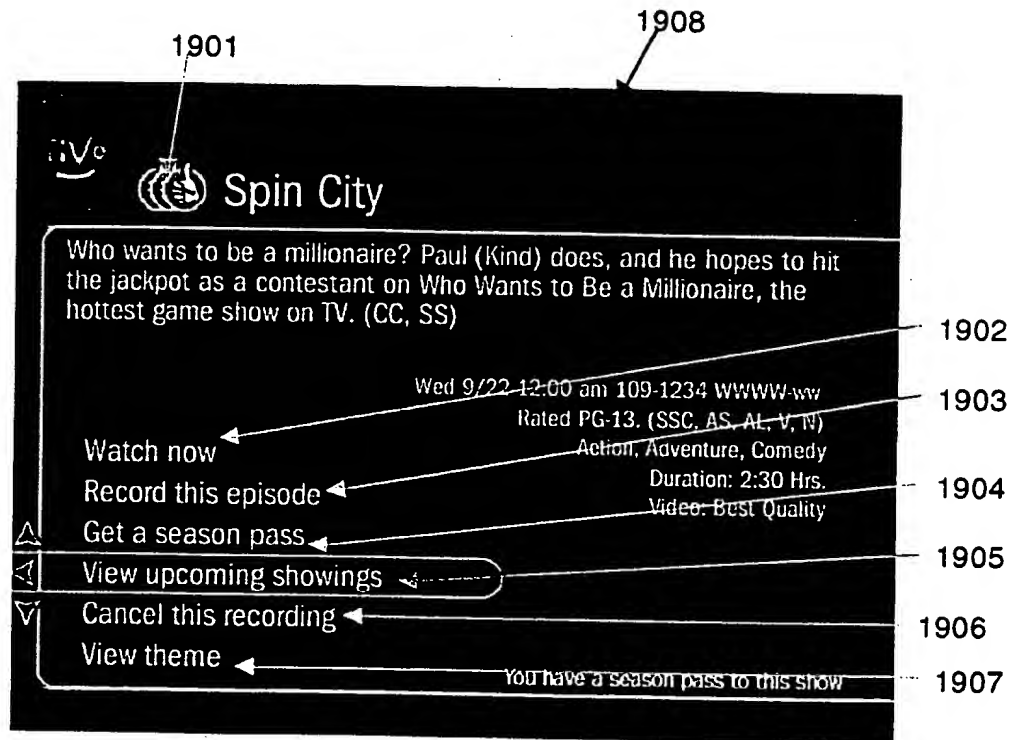 1901
1908
TiVo
Spin City
Who wants to be a millionaire? Paul (Kind) does, and he hopes to hit
the jackpot as a contestant on Who Wants to Be a Millionaire, the
hottest game show on TV. (CC, SS)
1902
Wed 9/22 12:00 am 109-1234 WWWW-ww
1903
Rated PG-13. (SSC, AS, AL, V, N)
Watch now
Action, Adventure, Comedy
Record this episode
Duration: 2:30 Hrs.
1904
Video: Best Quality
Get a season pass
1905
View upcoming showings
Cancel this recording
1906
View theme
You have a season pass to this show
1907